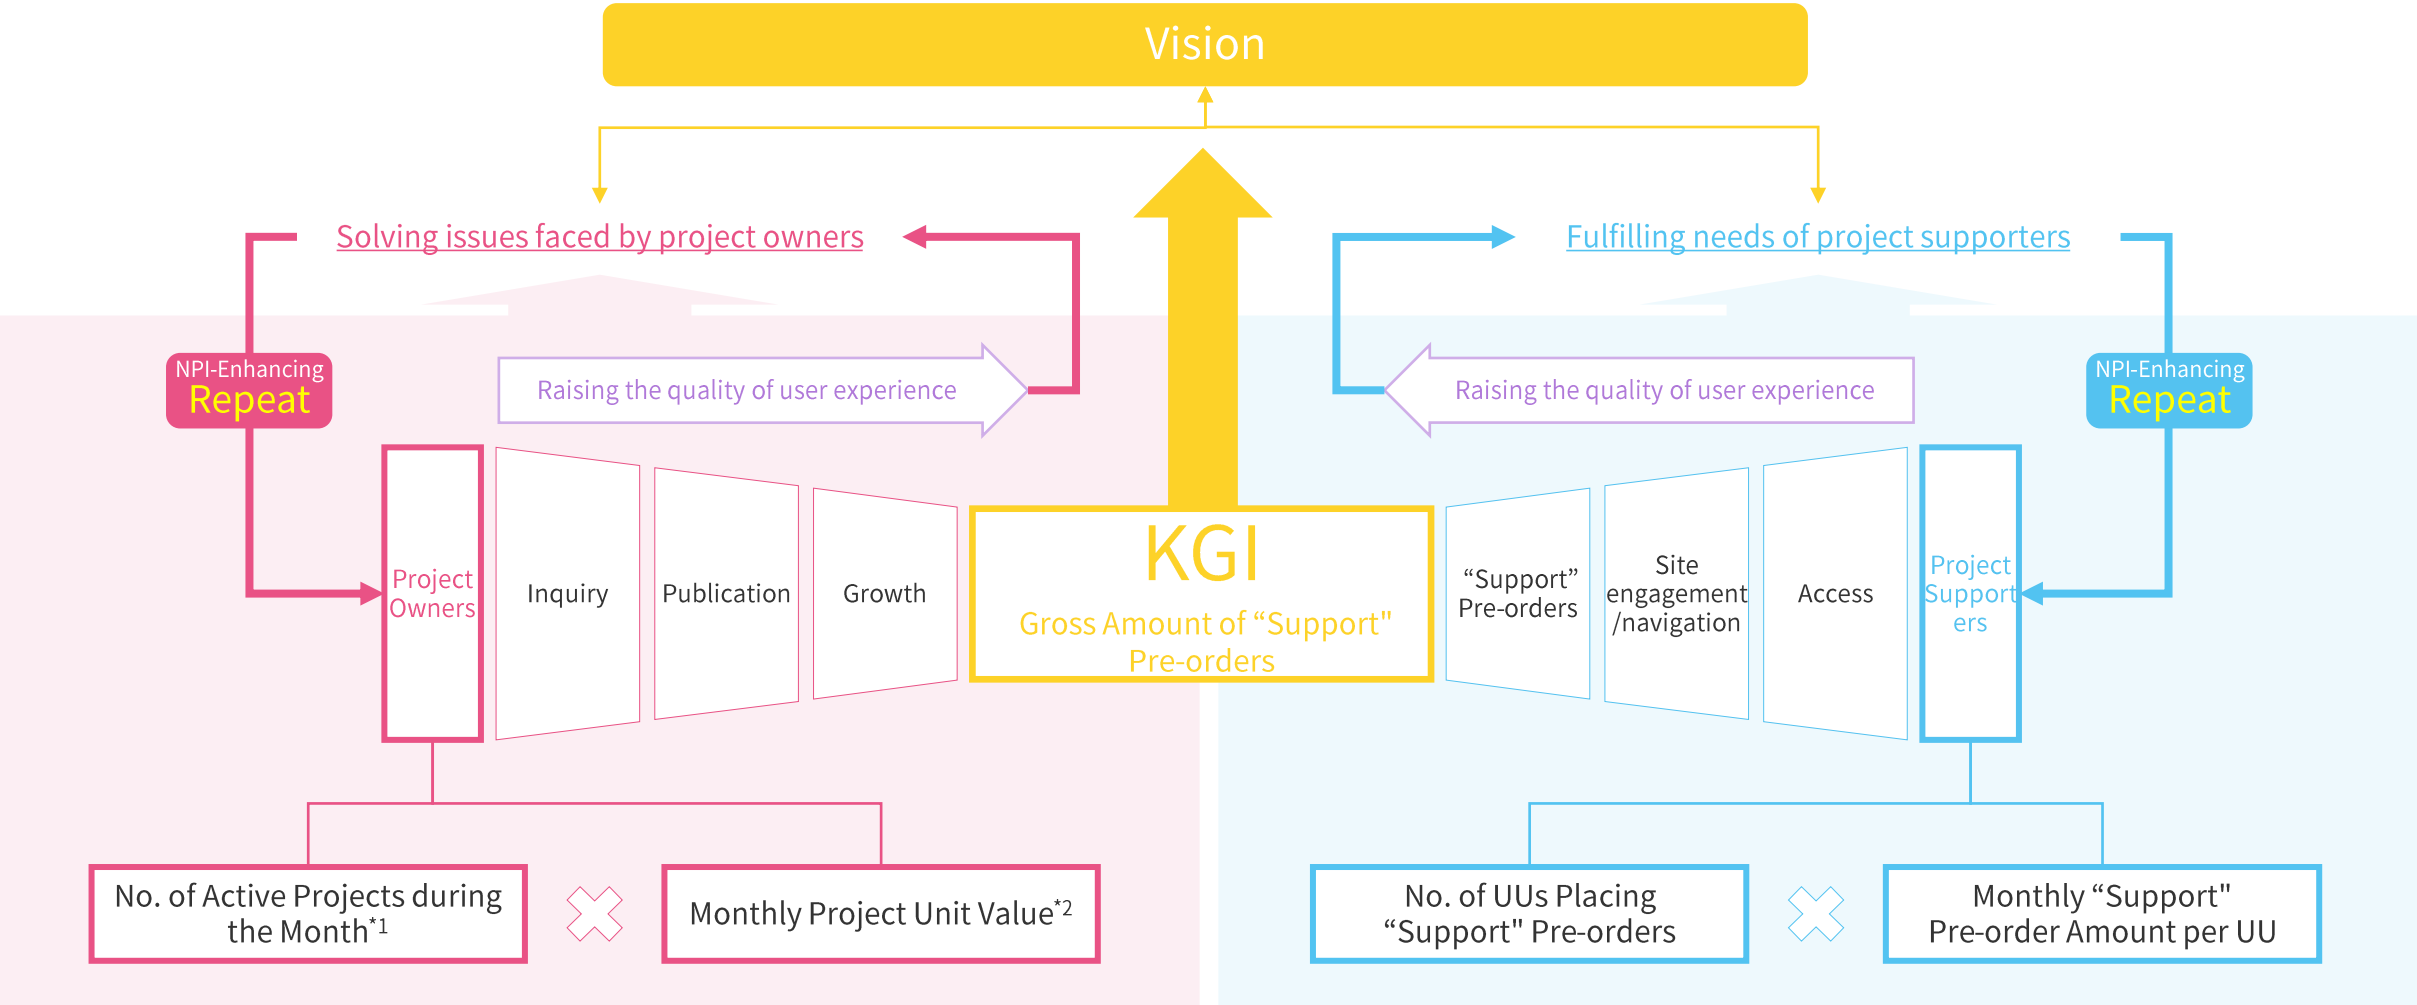 Vision
Solving issues faced by project owners
Fulfilling needs of project supporters
NPI-Enhancing
Repeat
Raising the quality of user experience
Raising the quality of user experience
NPI-Enhancing
Repeat
Project
Owners
Inquiry
Publication
Growth
KGI
Gross Amount of “Support"
Pre-orders
“Support”
Pre-orders
Site
engagement
/navigation
Access
Project
Support
ers
No. of Active Projects during
the Month*1
Monthly Project Unit Value*2
No. of UUs Placing
“Support" Pre-orders
Monthly “Support"
Pre-order Amount per UU